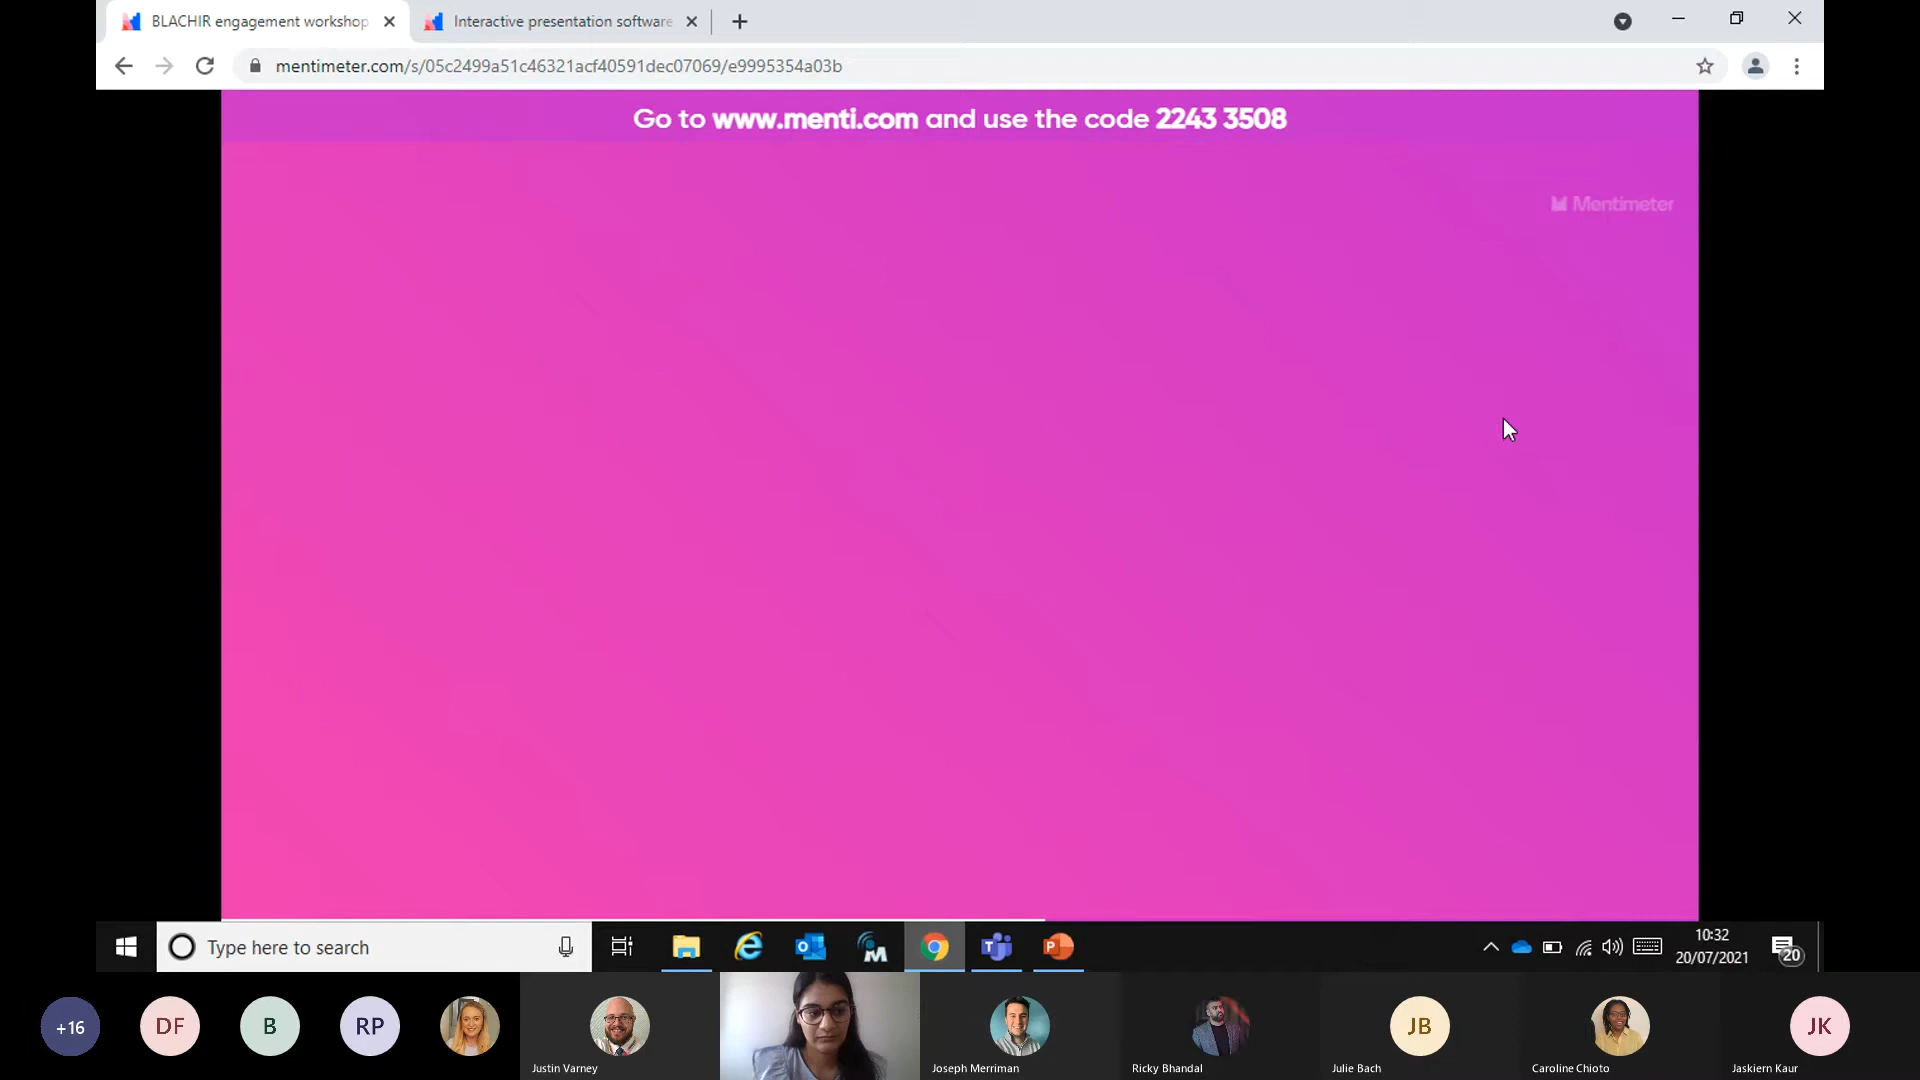 BLACHIR engagement workshop
Interactive presentation software
mentimeter.com/s/05c2499a51c46321acf40591dec07069/e9995354a03b
Go to www.menti.com and use the code 2243 3508
Mentimeter
Type here to search
10:32
20/07/2021
20
+16
DF
B
RP
JB
JK
Justin Varney
Joseph Merriman
Ricky Bhandal
Julie Bach
Caroline Chioto
Jaskiern Kaur